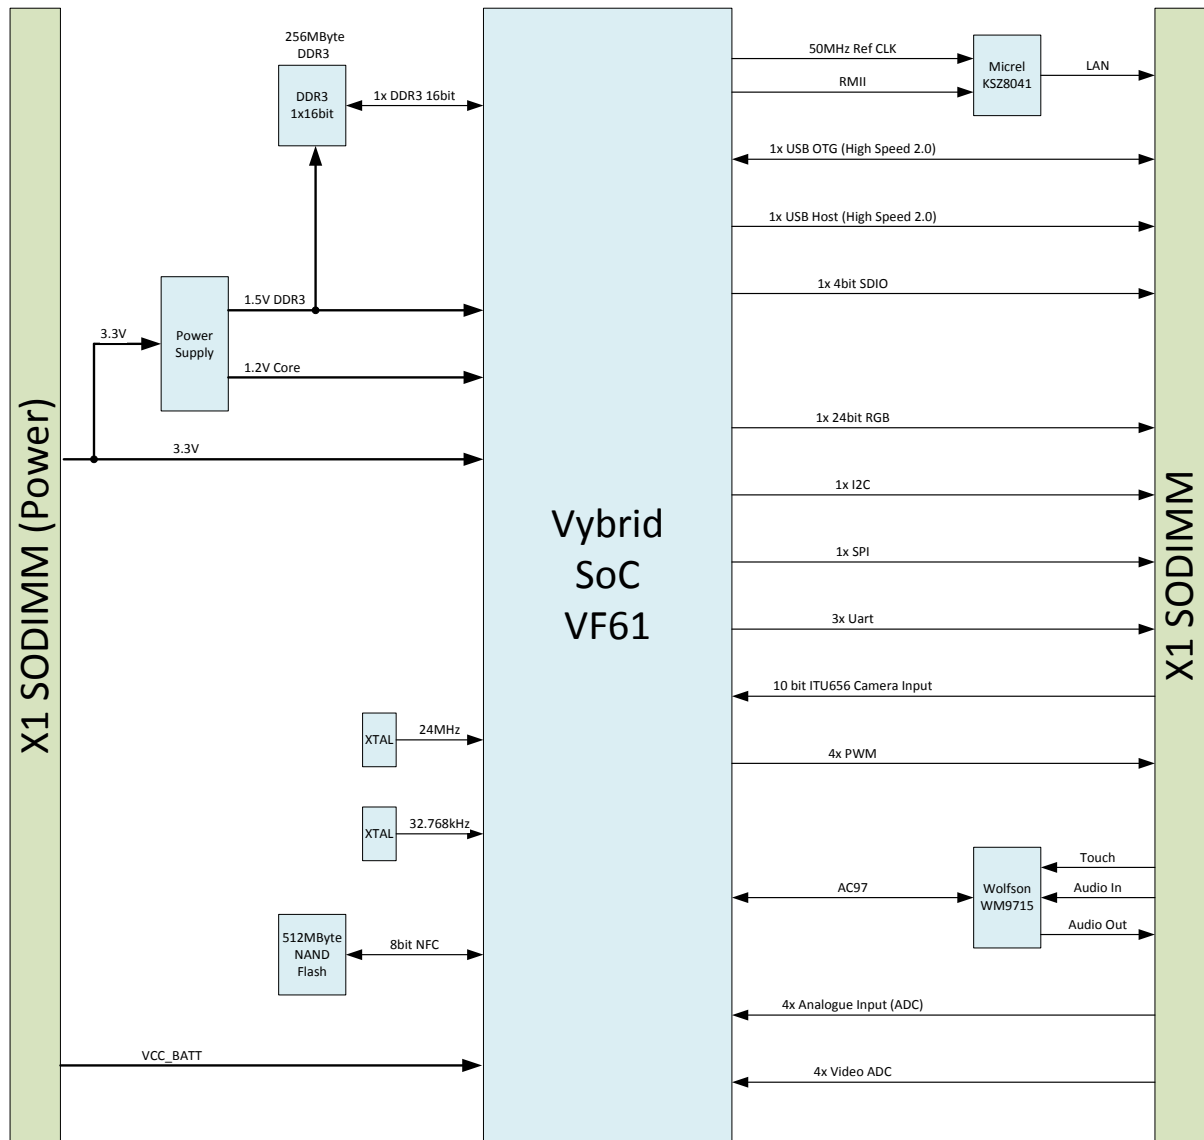 X1 SODIMM (Power)
256MByte
DDR3
DDR3
1x16bit
1x DDR3 16bit
3.3V
Power
Supply
1.5V DDR3
1.2V Core
3.3V
XTAL
24MHz
XTAL
32.768kHz
512MByte
NAND
Flash
8bit NFC
VCC_BATT
Vybrid
SoC
VF61
50MHz Ref CLK
RMII
Micrel
KSZ8041
LAN
1x USB OTG (High Speed 2.0)
1x USB Host (High Speed 2.0)
1x 4bit SDIO
1x 24bit RGB
1x I2C
1x SPI
3x Uart
10 bit ITU656 Camera Input
4x PWM
AC97
Wolfson
WM9715
Touch
Audio In
Audio Out
4x Analogue Input (ADC)
4x Video ADC
X1 SODIMM